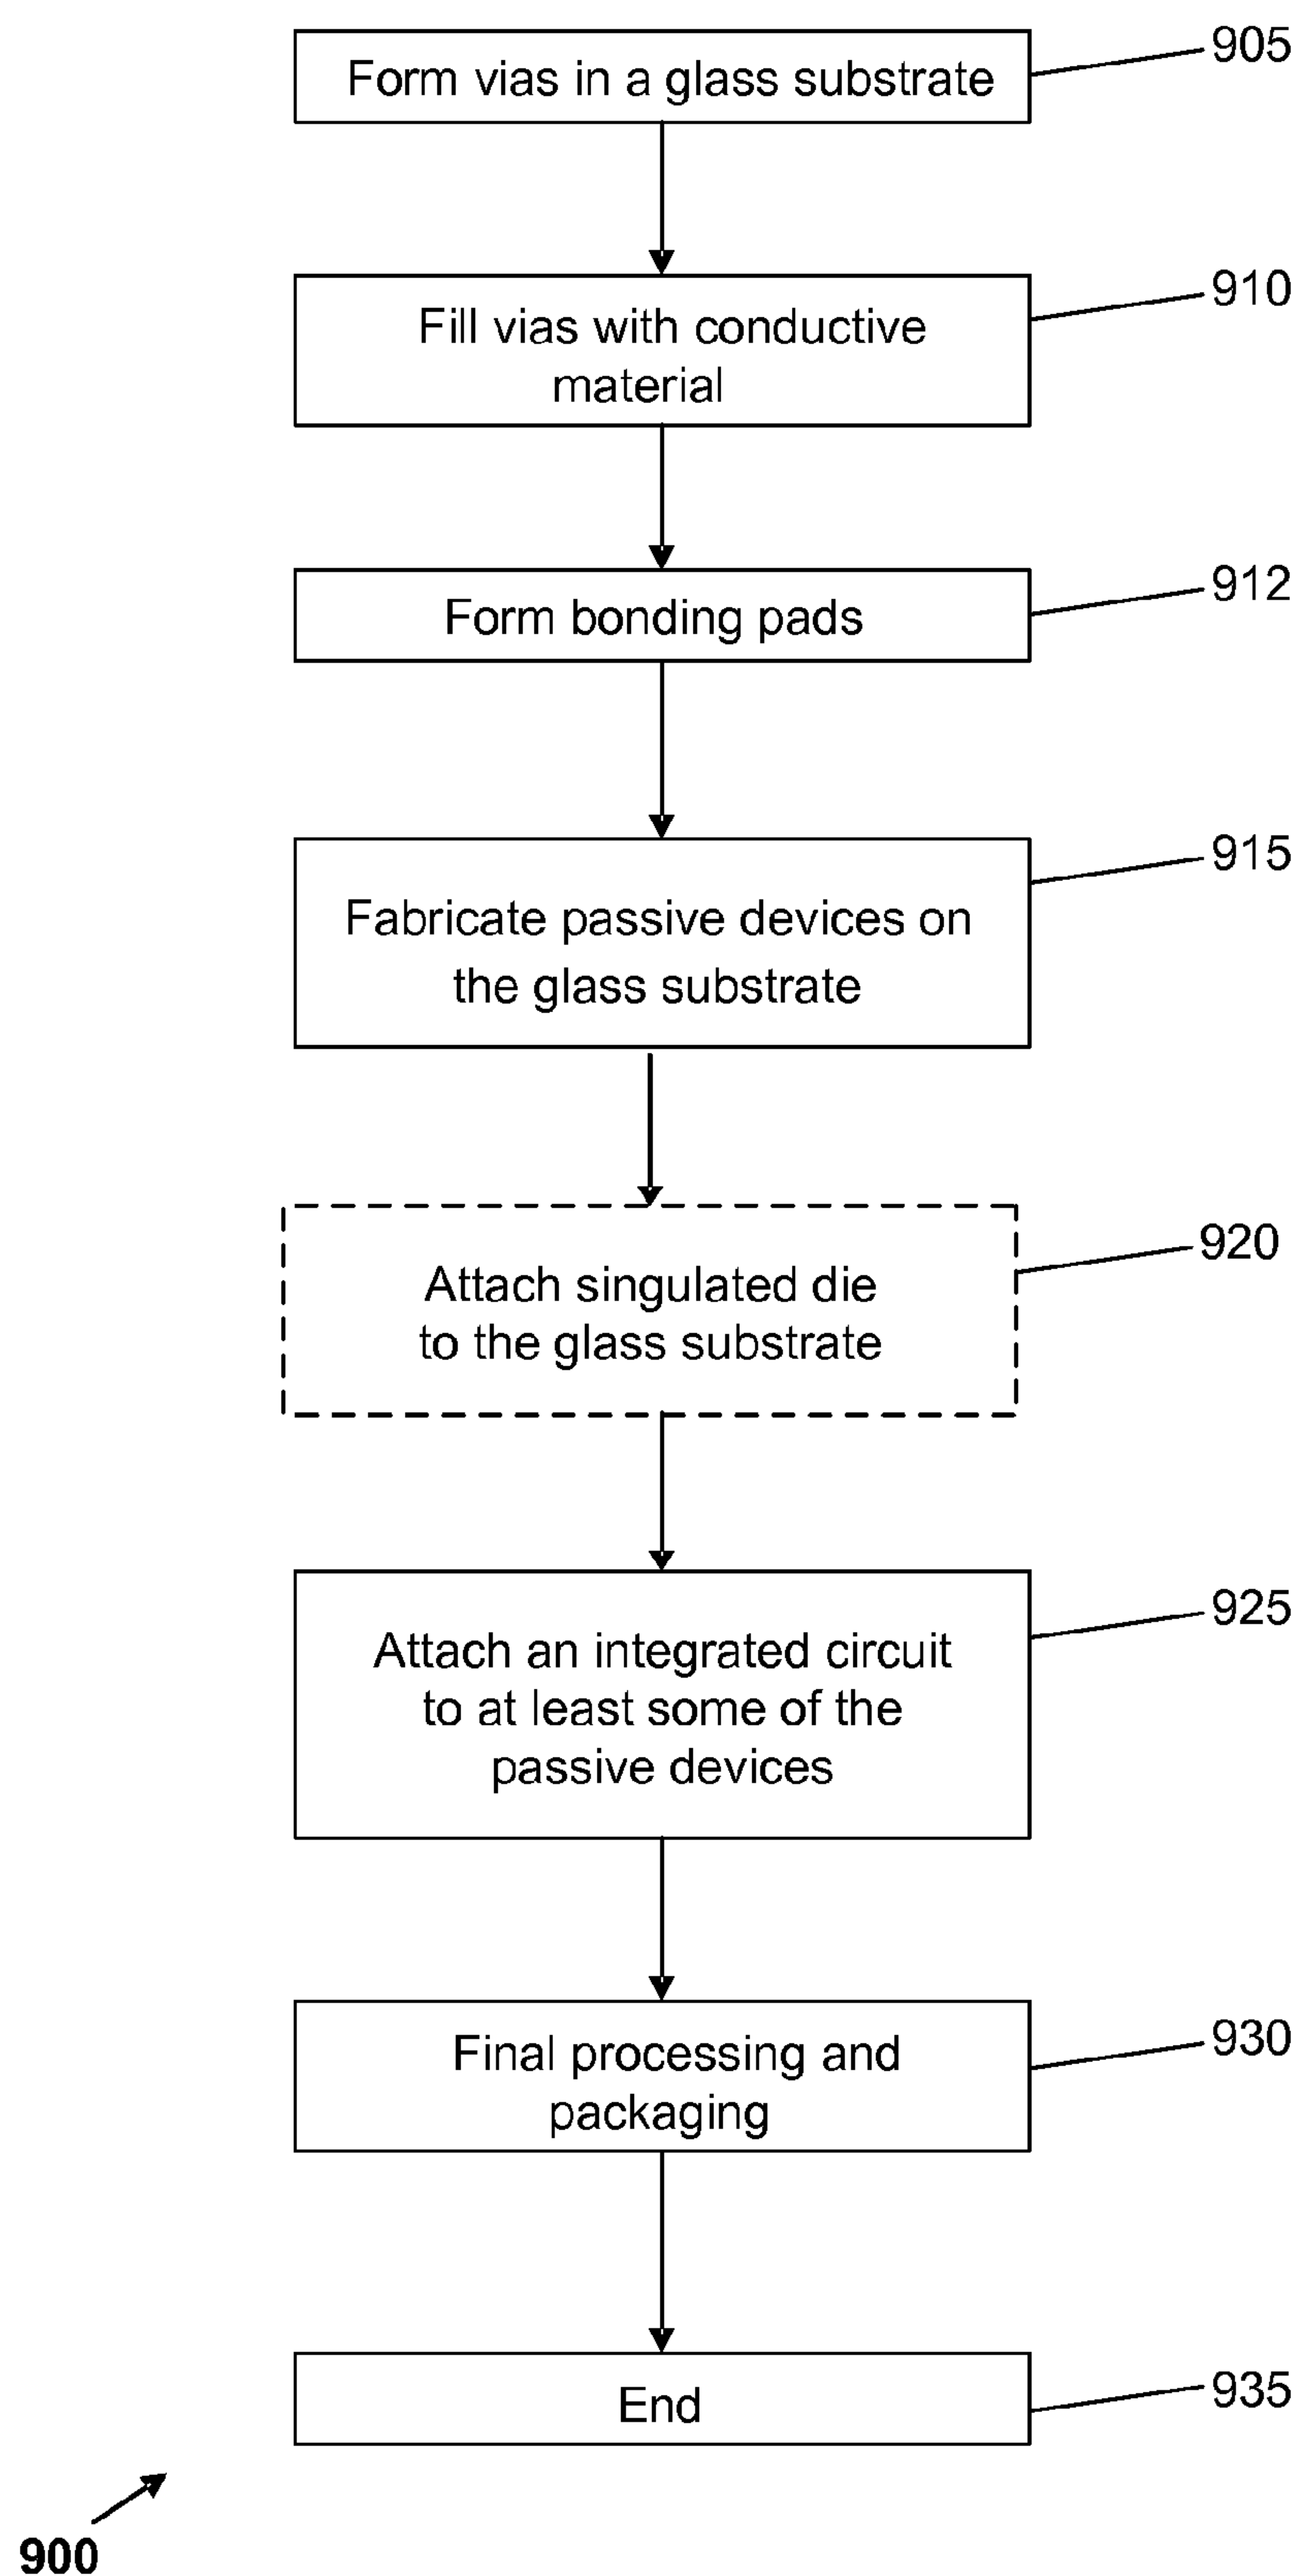 Form vias in a glass substrate
905
Fill vias with conductive
material
910
Form bonding pads
912
Fabricate passive devices on
the glass substrate
915
Attach singulated die
to the glass substrate
920
Attach an integrated circuit
to at least some of the
passive devices
925
Final processing and
packaging
930
End
935
900